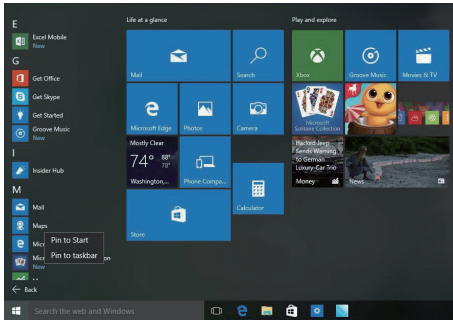 E
Excel Mobile
New
G
Get Office
Get Skype
Get Started
Groove Music
New
I
Insider Hub
M
Mail
Maps
Pin to Start
Pin to taskbar
New
Back
Life at a glance
Mail
Search
Microsoft Edge
Photos
Camera
Mostly Clear
74°
88°
78°
Washington,...
Phone Compa...
Calculator
Store
Play and explore
Xbox
Groove Music
Movies & TV
Microsoft
Solitaire Collection
Hacked Jeep
Sends Warning
to German
Luxury-Car Trio
Money
News
Search the web and Windows